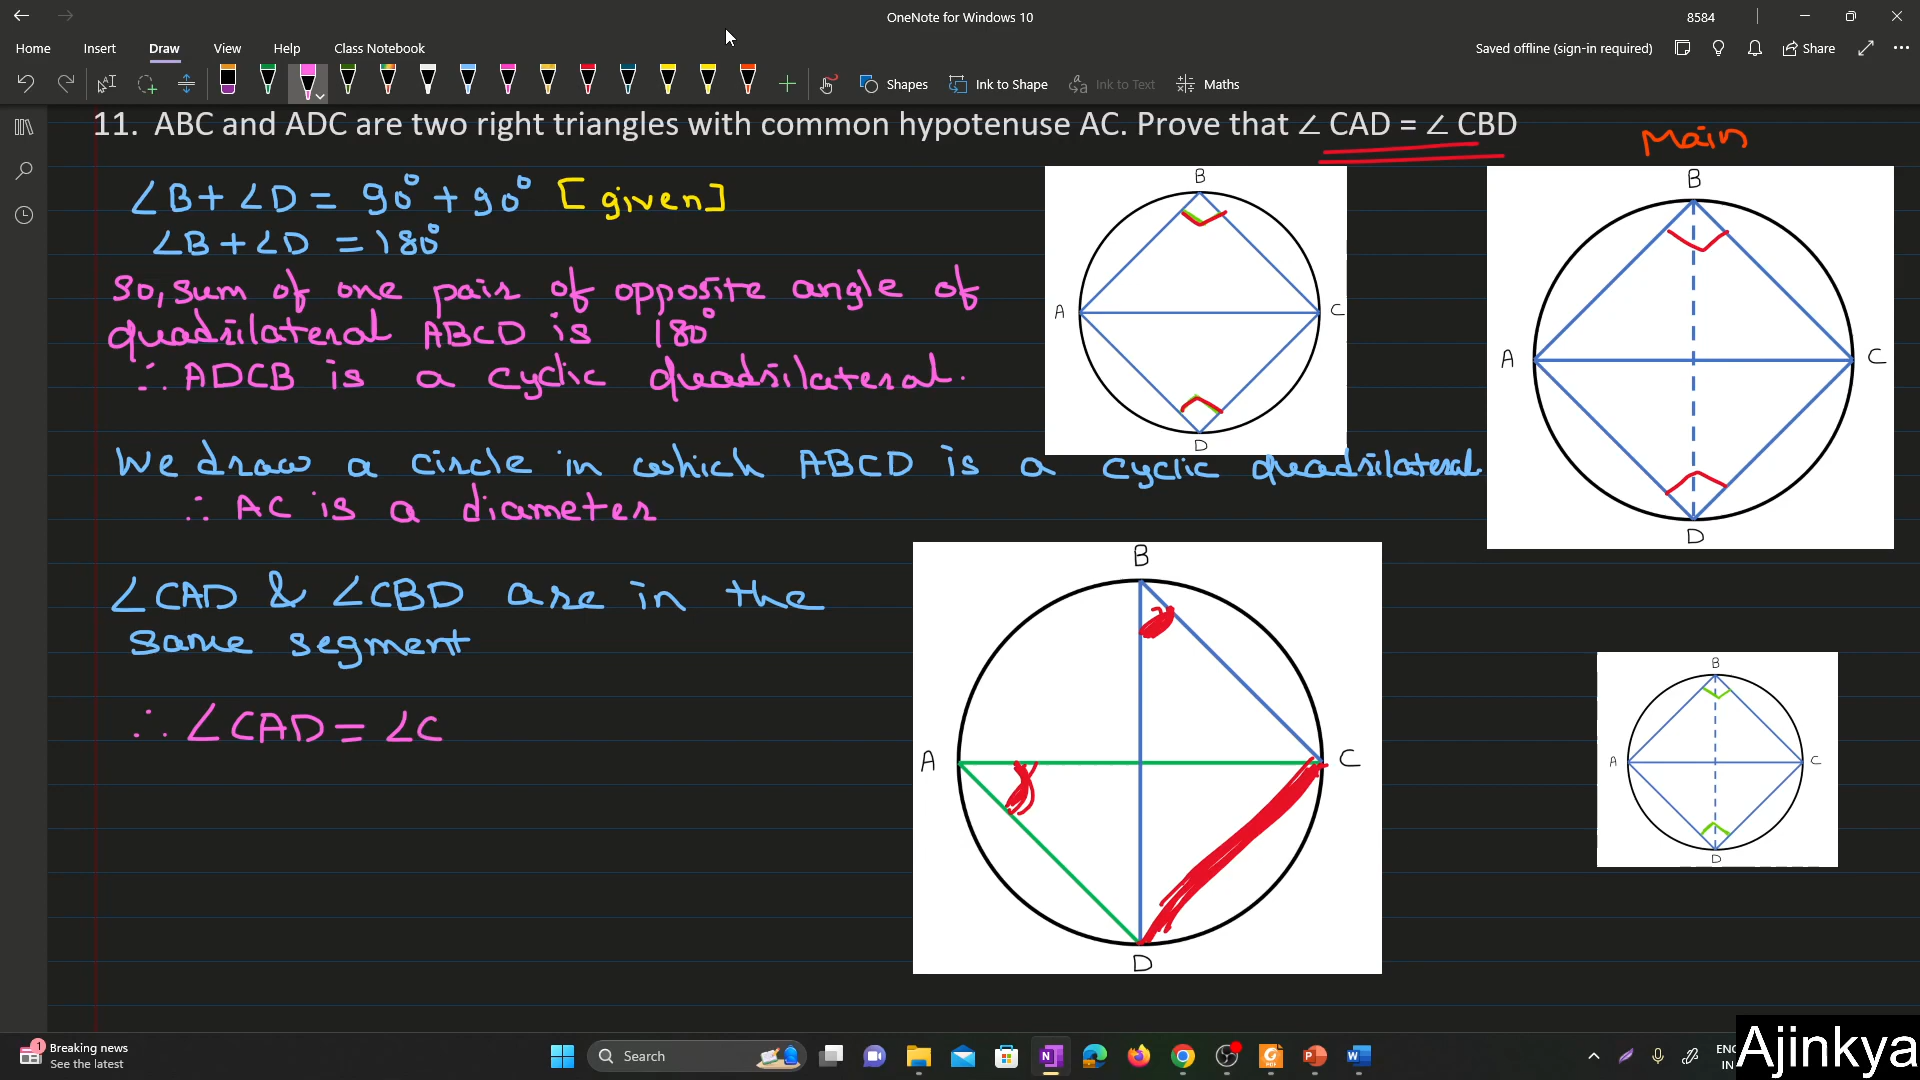 OneNote for Windows 10
8584
Home Insert Draw View Help Class Notebook
Saved offline (sign-in required)
Share
Shapes
Ink to Shape
Ink to Text
Maths
11. ABC and ADC are two right triangles with common hypotenuse AC. Prove that ∠ CAD = ∠ CBD
Main
∠B + ∠D = 90° + 90° [given]
∠B + ∠D = 180°
So, sum of one pair of opposite angle of
quadrilateral ABCD is 180°
∴ ADCB is a cyclic quadrilateral.
We draw a circle in which ABCD is a cyclic quadrilateral.
∴ AC is a diameter
∠CAD & ∠CBD are in the
same segment
∴ ∠CAD = ∠C
B
A
C
D
B
A
C
D
B
A
C
D
B
A
C
D
1
Breaking news
See the latest
Search
ENG
IN
Ajinkya